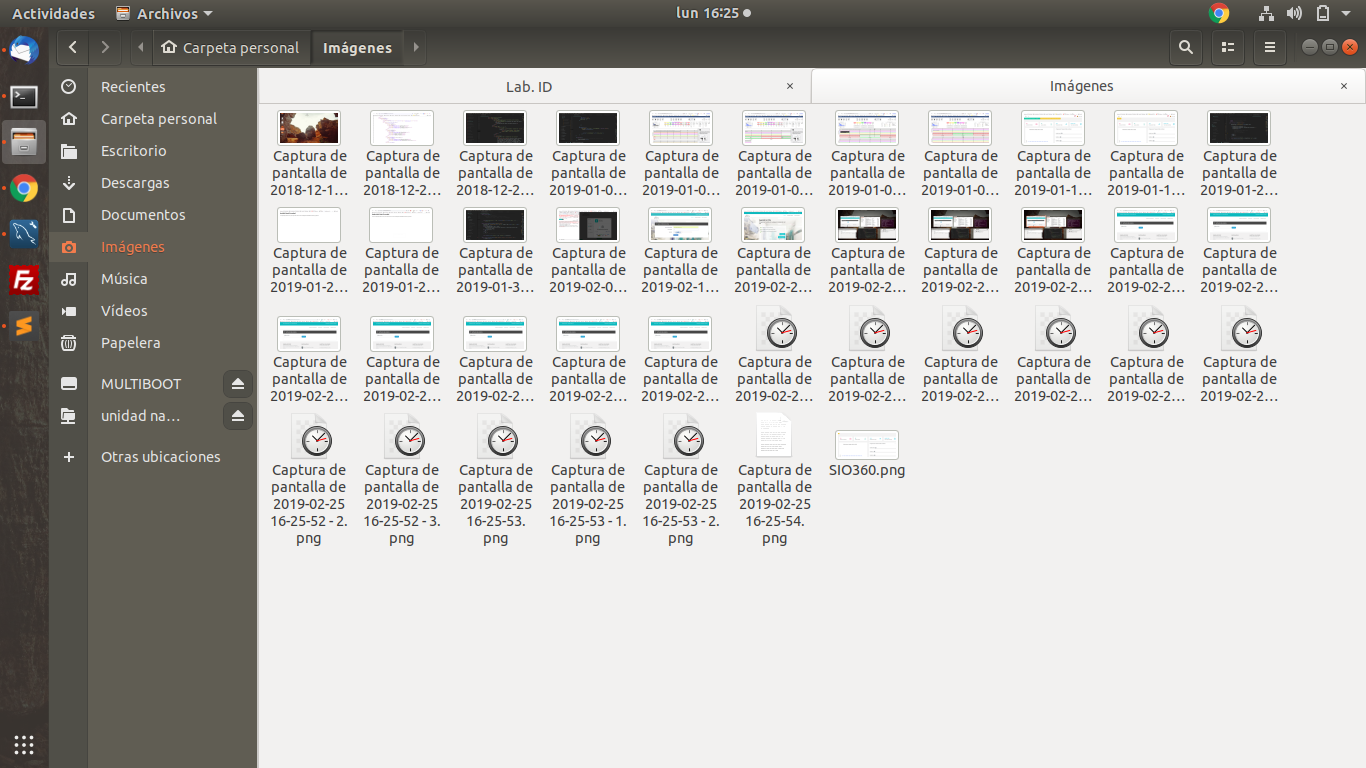 Actividades Archivos lun 16:25
Carpeta personal Imágenes
Recientes
Carpeta personal
Escritorio
Descargas
Documentos
Imágenes
Música
Vídeos
Papelera
MULTIBOOT
unidad na…
Otras ubicaciones
Lab. ID × Imágenes ×
Captura de Captura de Captura de Captura de Captura de Captura de Captura de Captura de Captura de Captura de Captura de
pantalla de pantalla de pantalla de pantalla de pantalla de pantalla de pantalla de pantalla de pantalla de pantalla de pantalla de
2018-12-1… 2018-12-2… 2018-12-2… 2019-01-0… 2019-01-0… 2019-01-0… 2019-01-0… 2019-01-0… 2019-01-1… 2019-01-1… 2019-01-2…
Captura de Captura de Captura de Captura de Captura de Captura de Captura de Captura de Captura de Captura de Captura de
pantalla de pantalla de pantalla de pantalla de pantalla de pantalla de pantalla de pantalla de pantalla de pantalla de pantalla de
2019-01-2… 2019-01-2… 2019-01-3… 2019-02-0… 2019-02-1… 2019-02-2… 2019-02-2… 2019-02-2… 2019-02-2… 2019-02-2… 2019-02-2…
Captura de Captura de Captura de Captura de Captura de Captura de Captura de Captura de Captura de Captura de Captura de
pantalla de pantalla de pantalla de pantalla de pantalla de pantalla de pantalla de pantalla de pantalla de pantalla de pantalla de
2019-02-2… 2019-02-2… 2019-02-2… 2019-02-2… 2019-02-2… 2019-02-2… 2019-02-2… 2019-02-2… 2019-02-2… 2019-02-2… 2019-02-2…
Captura de Captura de Captura de Captura de Captura de Captura de SIO360.png
pantalla de pantalla de pantalla de pantalla de pantalla de pantalla de
2019-02-25 2019-02-25 2019-02-25 2019-02-25 2019-02-25 2019-02-25
16-25-52 - 2. 16-25-52 - 3. 16-25-53. 16-25-53 - 1. 16-25-53 - 2. 16-25-54.
png png png png png png